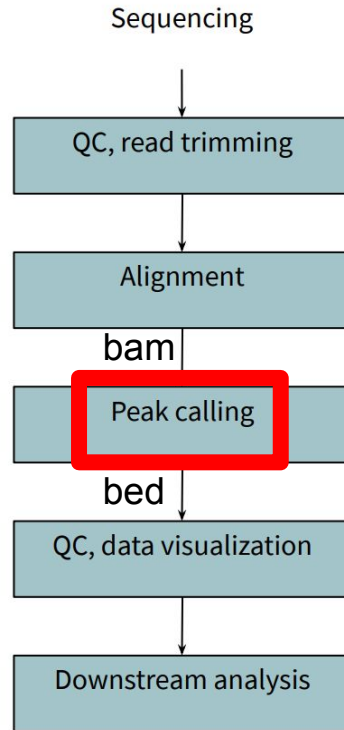 Sequencing
QC, read trimming
Alignment
bam
Peak calling
bed
QC, data visualization
Downstream analysis